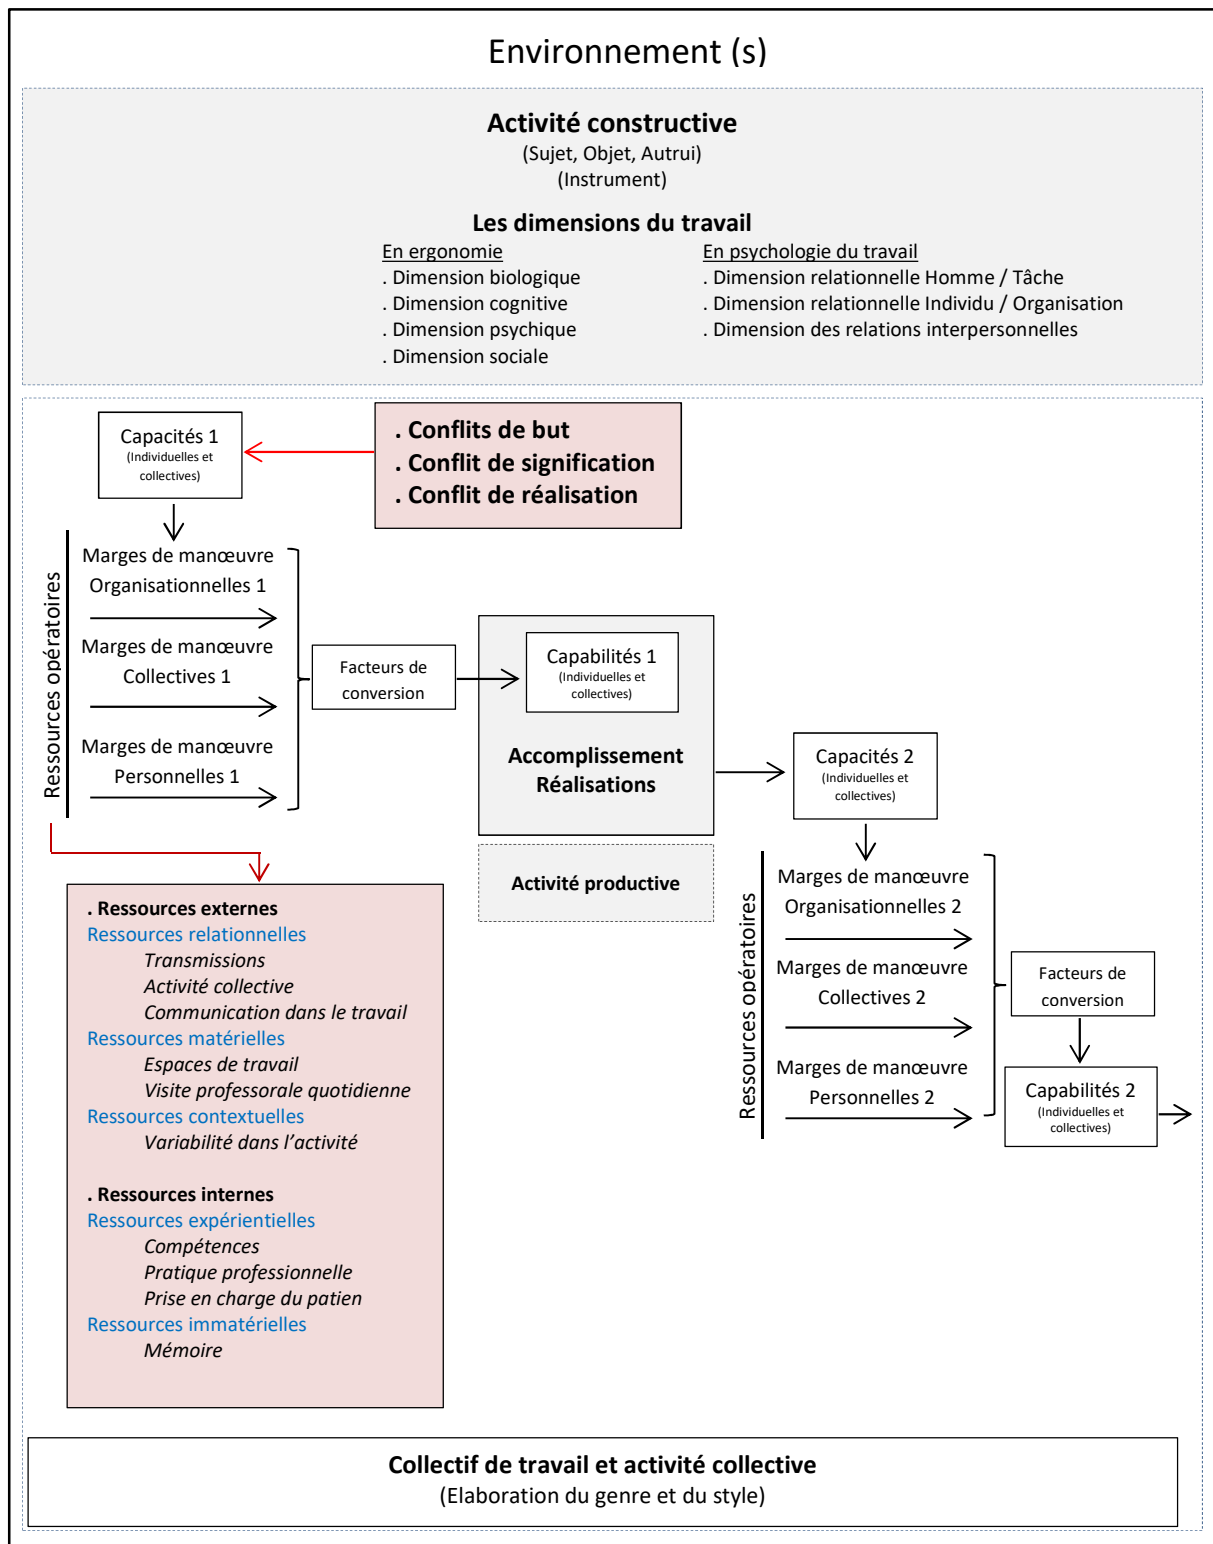 Environnement (s)
Activité constructive
(Sujet, Objet, Autrui)
(Instrument)
Les dimensions du travail
En ergonomie
. Dimension biologique
. Dimension cognitive
. Dimension psychique
. Dimension sociale
En psychologie du travail
. Dimension relationnelle Homme / Tâche
. Dimension relationnelle Individu / Organisation
. Dimension des relations interpersonnelles
Capacités 1
(Individuelles et
collectives)
. Conflits de but
. Conflit de signification
. Conflit de réalisation
Ressources opératoires
Marges de manœuvre
Organisationnelles 1
Marges de manœuvre
Collectives 1
Marges de manœuvre
Personnelles 1
Facteurs de
conversion
Capabilités 1
(Individuelles et
collectives)
Accomplissement
Réalisations
Activité productive
Capacités 2
(Individuelles et
collectives)
Ressources opératoires
Marges de manœuvre
Organisationnelles 2
Marges de manœuvre
Collectives 2
Marges de manœuvre
Personnelles 2
Facteurs de
conversion
Capabilités 2
(Individuelles et
collectives)
. Ressources externes
Ressources relationnelles
Transmissions
Activité collective
Communication dans le travail
Ressources matérielles
Espaces de travail
Visite professorale quotidienne
Ressources contextuelles
Variabilité dans l'activité
. Ressources internes
Ressources expérientielles
Compétences
Pratique professionnelle
Prise en charge du patien
Ressources immatérielles
Mémoire
Collectif de travail et activité collective
(Elaboration du genre et du style)